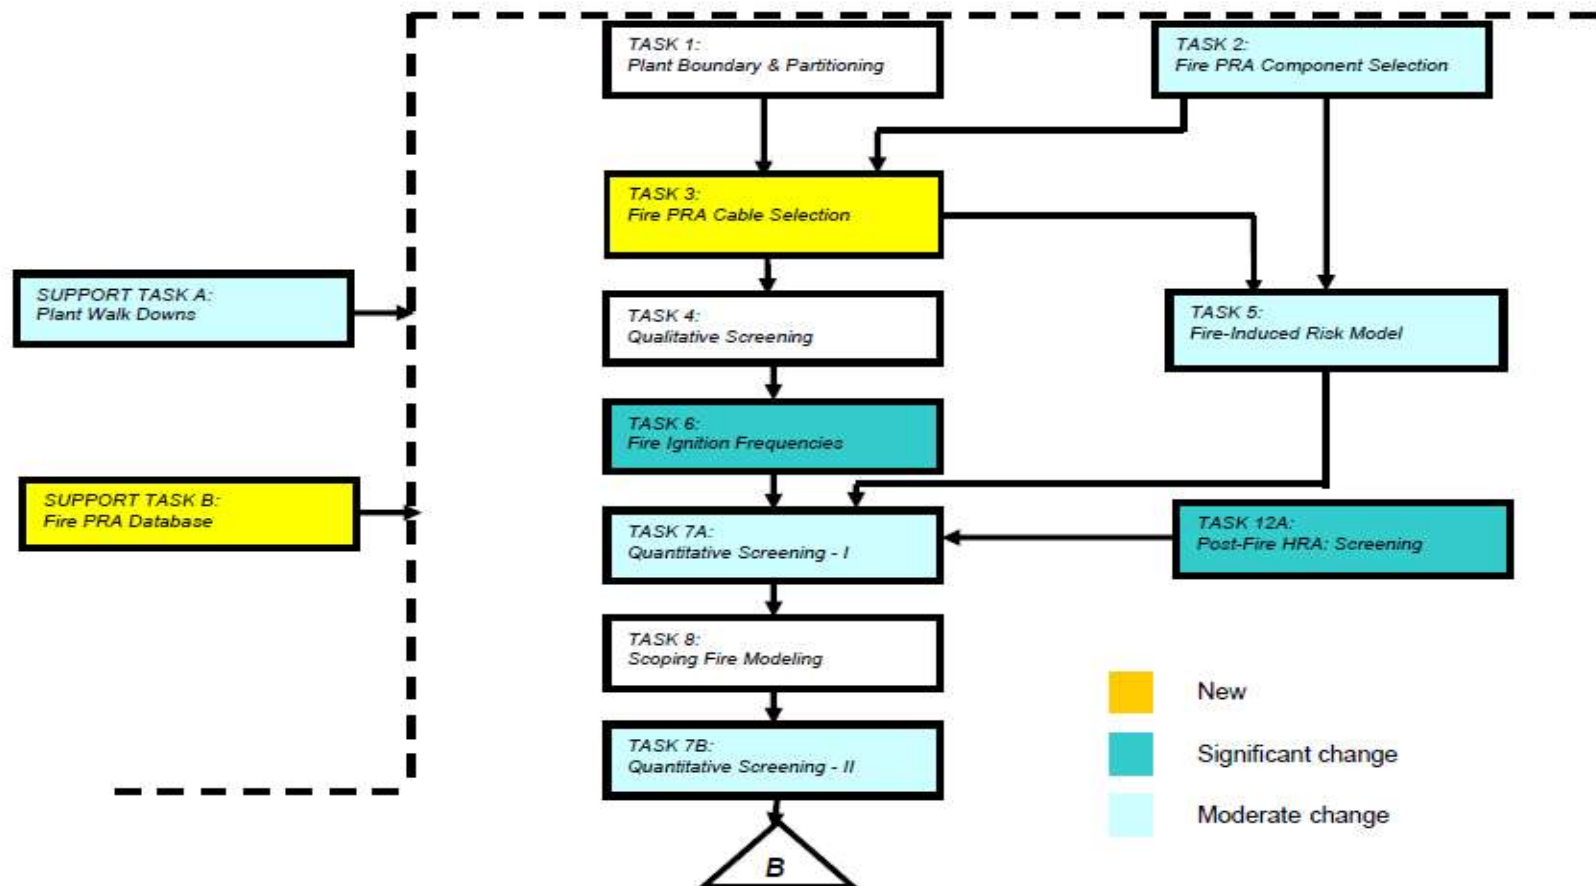 TASK 1:
Plant Boundary & Partitioning
TASK 2:
Fire PRA Component Selection
TASK 3:
Fire PRA Cable Selection
SUPPORT TASK A:
Plant Walk Downs
TASK 4:
Qualitative Screening
TASK 5:
Fire-Induced Risk Model
TASK 6:
Fire Ignition Frequencies
SUPPORT TASK B:
Fire PRA Database
TASK 7A:
Quantitative Screening - I
TASK 12A:
Post-Fire HRA: Screening
TASK 8:
Scoping Fire Modeling
TASK 7B:
Quantitative Screening - II
New
Significant change
Moderate change
B